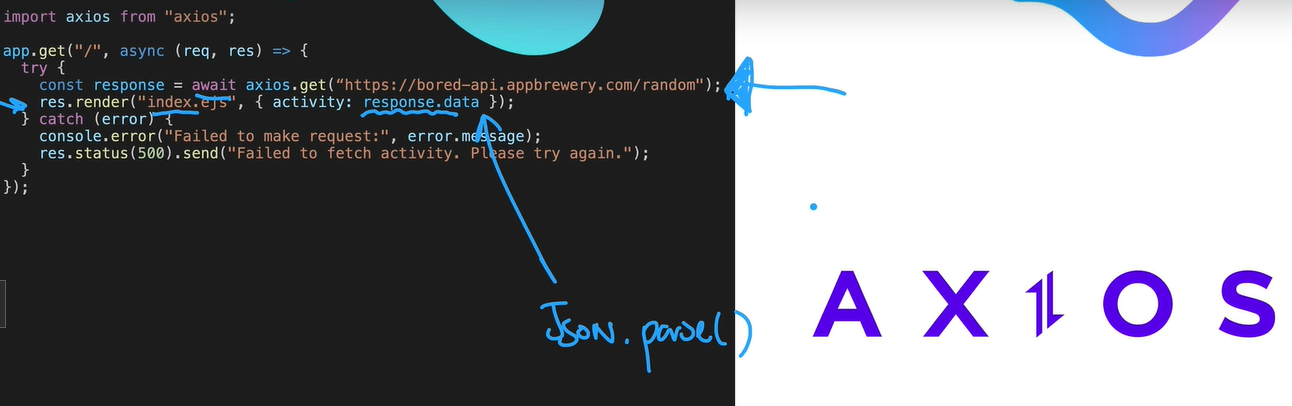 import axios from "axios";
app.get("/", async (req, res) => {
try {
const response = await axios.get(“https://bored-api.appbrewery.com/random");
res.render("index.ejs", { activity: response.data });
} catch (error) {
console.error("Failed to make request:", error.message);
res.status(500).send("Failed to fetch activity. Please try again.");
}
});
Json.parse()
AXIOS